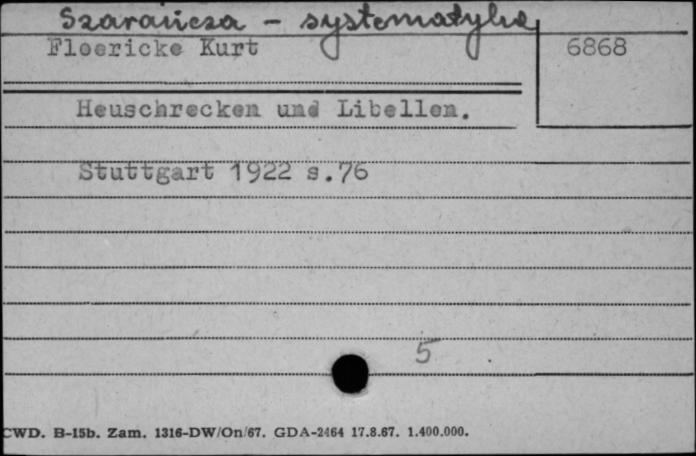 Szarańcza - systematyka
Floericke Kurt 6868
Heuschrecken und Libellen.
Stuttgart 1922 s.76
5
CWD. B-15b. Zam. 1316-DW/On/67. GDA-2464 17.8.67. 1.400.000.